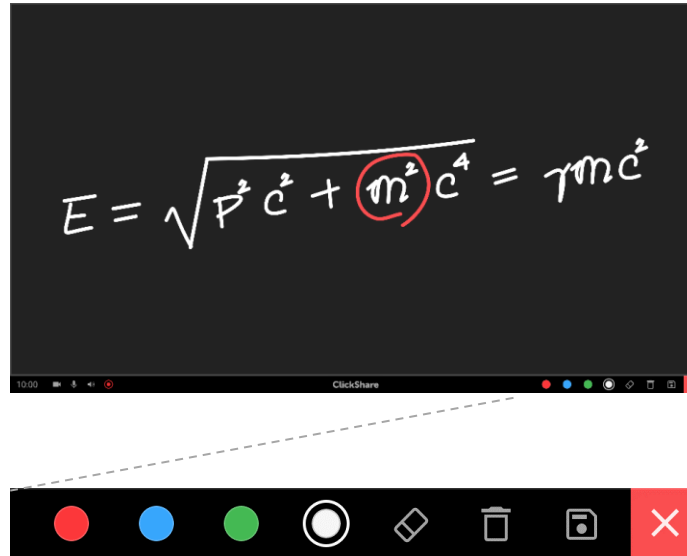 E = √p²c² + m²c⁴ = γmc²
10:00 ClickShare